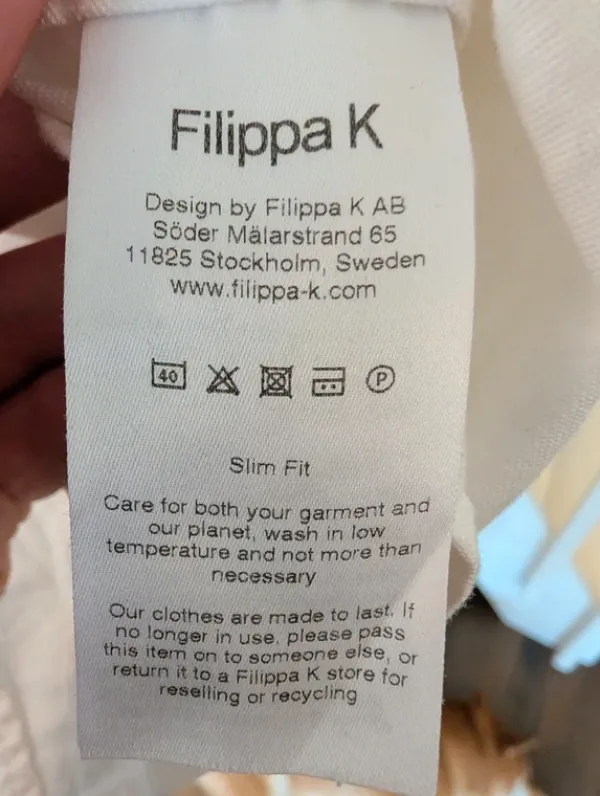 Filippa K
Design by Filippa K AB
Söder Mälarstrand 65
11825 Stockholm, Sweden
www.filippa-k.com
40 P
Slim Fit
Care for both your garment and
our planet, wash in low
temperature and not more than
necessary
Our clothes are made to last. If
no longer in use, please pass
this item on to someone else, or
return it to a Filippa K store for
reselling or recycling